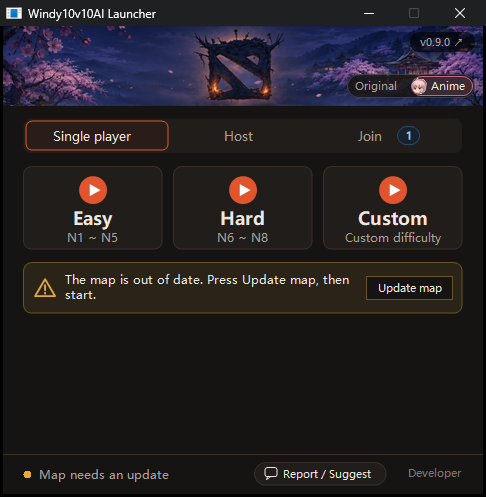 Windy10v10AI Launcher
v0.9.0 ↗
Original Anime
Single player Host Join 1
Easy Hard Custom
N1 ~ N5 N6 ~ N8 Custom difficulty
The map is out of date. Press Update map, then
start.
Update map
Map needs an update Report / Suggest Developer